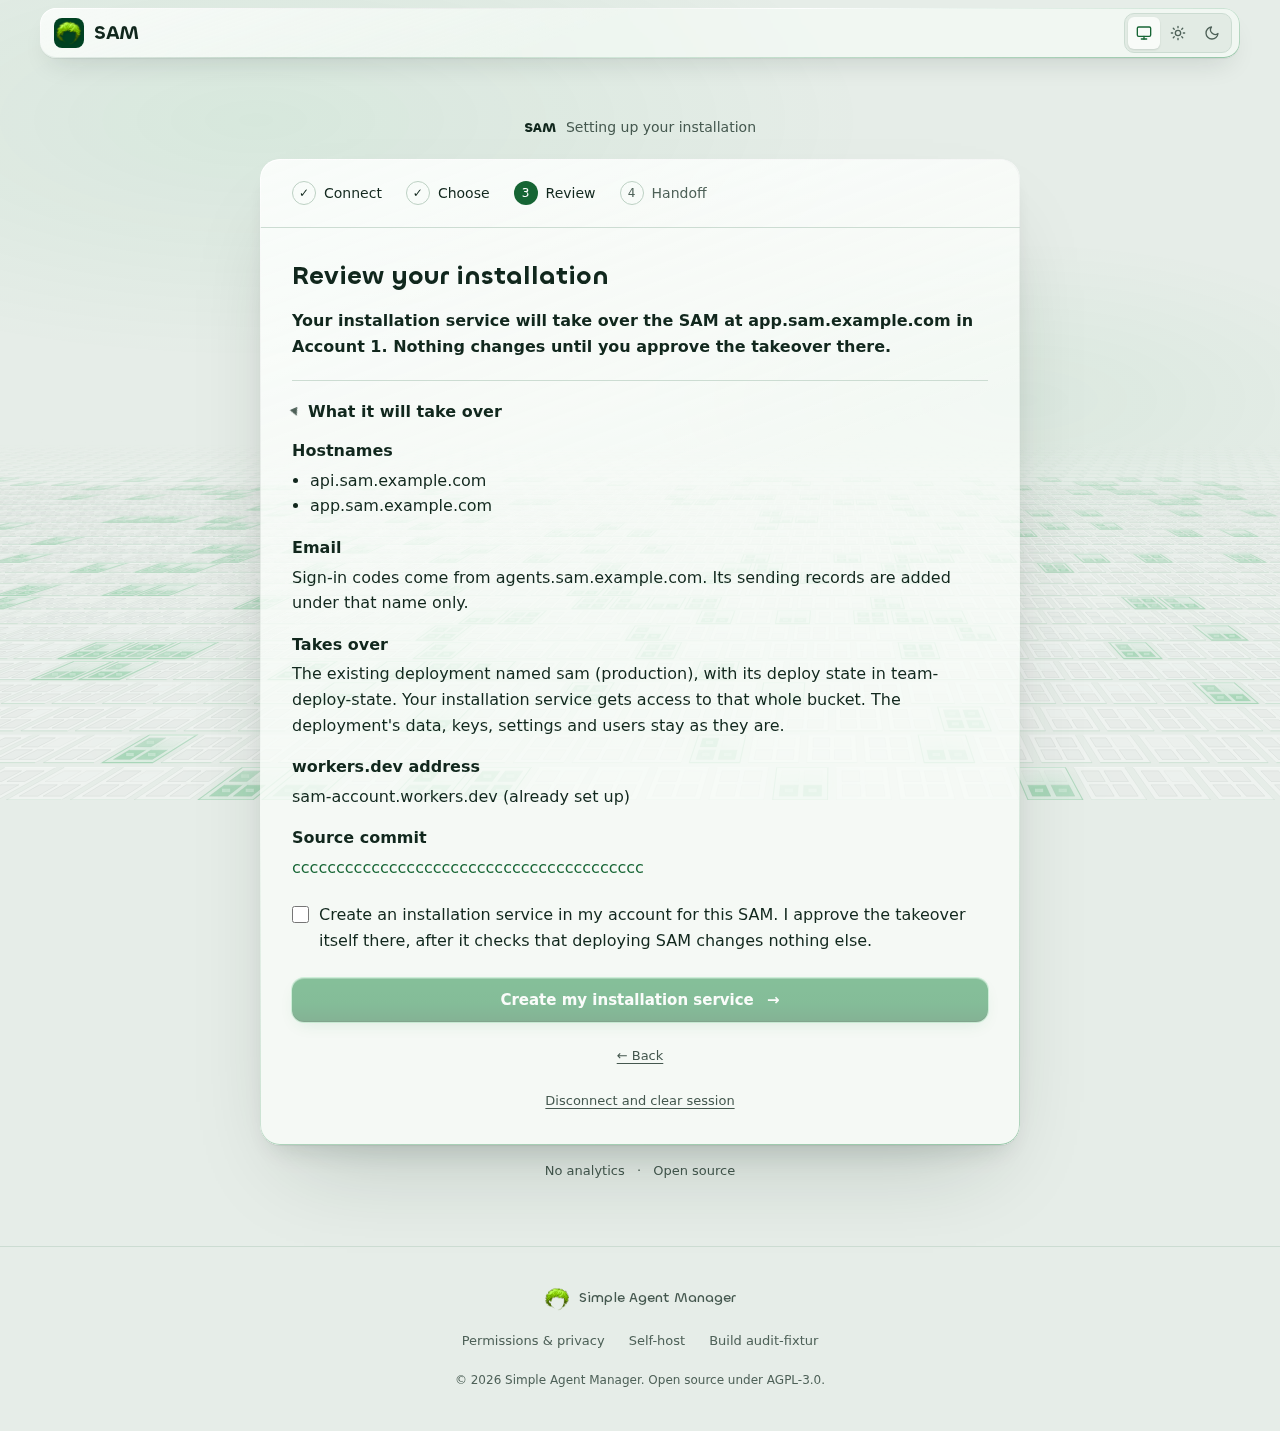 SAM
SAM Setting up your installation
✓ Connect ✓ Choose 3 Review 4 Handoff
Review your installation
Your installation service will take over the SAM at app.sam.example.com in
Account 1. Nothing changes until you approve the takeover there.
What it will take over
Hostnames
• api.sam.example.com
• app.sam.example.com
Email
Sign-in codes come from agents.sam.example.com. Its sending records are added
under that name only.
Takes over
The existing deployment named sam (production), with its deploy state in team-
deploy-state. Your installation service gets access to that whole bucket. The
deployment's data, keys, settings and users stay as they are.
workers.dev address
sam-account.workers.dev (already set up)
Source commit
cccccccccccccccccccccccccccccccccccccccc
Create an installation service in my account for this SAM. I approve the takeover
itself there, after it checks that deploying SAM changes nothing else.
Create my installation service →
← Back
Disconnect and clear session
No analytics · Open source
Simple Agent Manager
Permissions & privacy Self-host Build audit-fixtur
© 2026 Simple Agent Manager. Open source under AGPL-3.0.